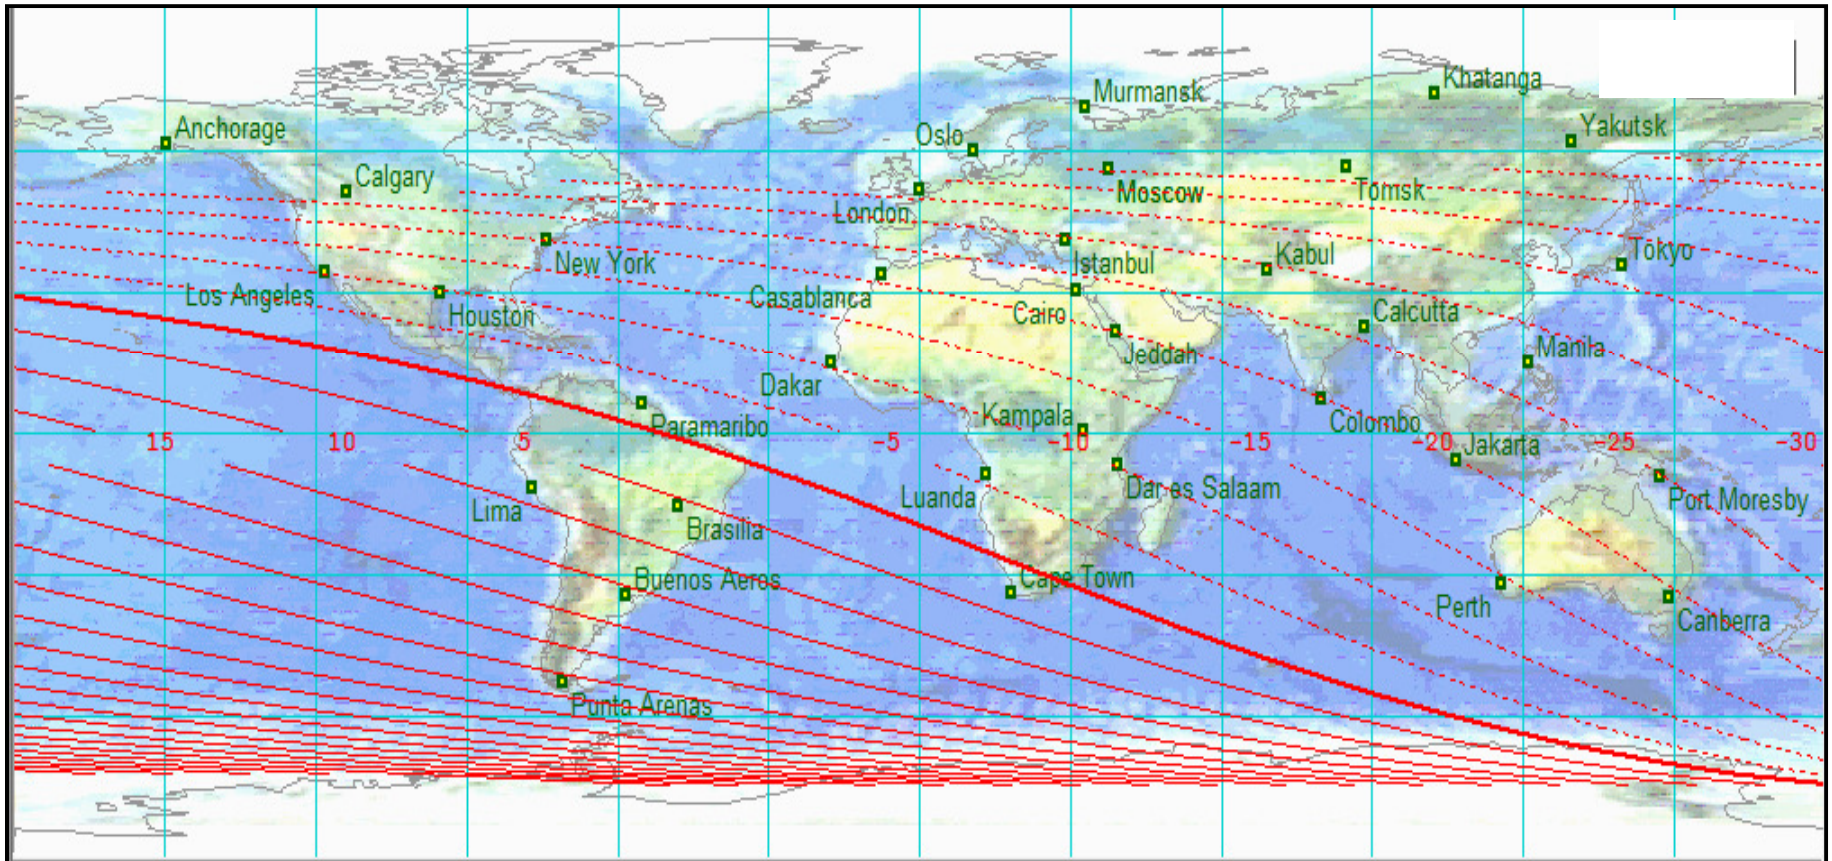 Khatanga
Murmansk
Yakutsk
Anchorage
Oslo
Calgary
Moscow
Tomsk
London
New York
Istanbul
Kabul
Tokyo
Los Angeles
Casablanca
Houston
Cairo
Calcutta
Jeddah
Manila
Dakar
Kampala
Paramaribo
Colombo
15 10 5 -5 -10 -15 -20 -25 -30
Jakarta
Luanda
Dar es Salaam
Port Moresby
Lima
Brasilia
Buenos Aeros
Cape Town
Perth
Canberra
Punta Arenas